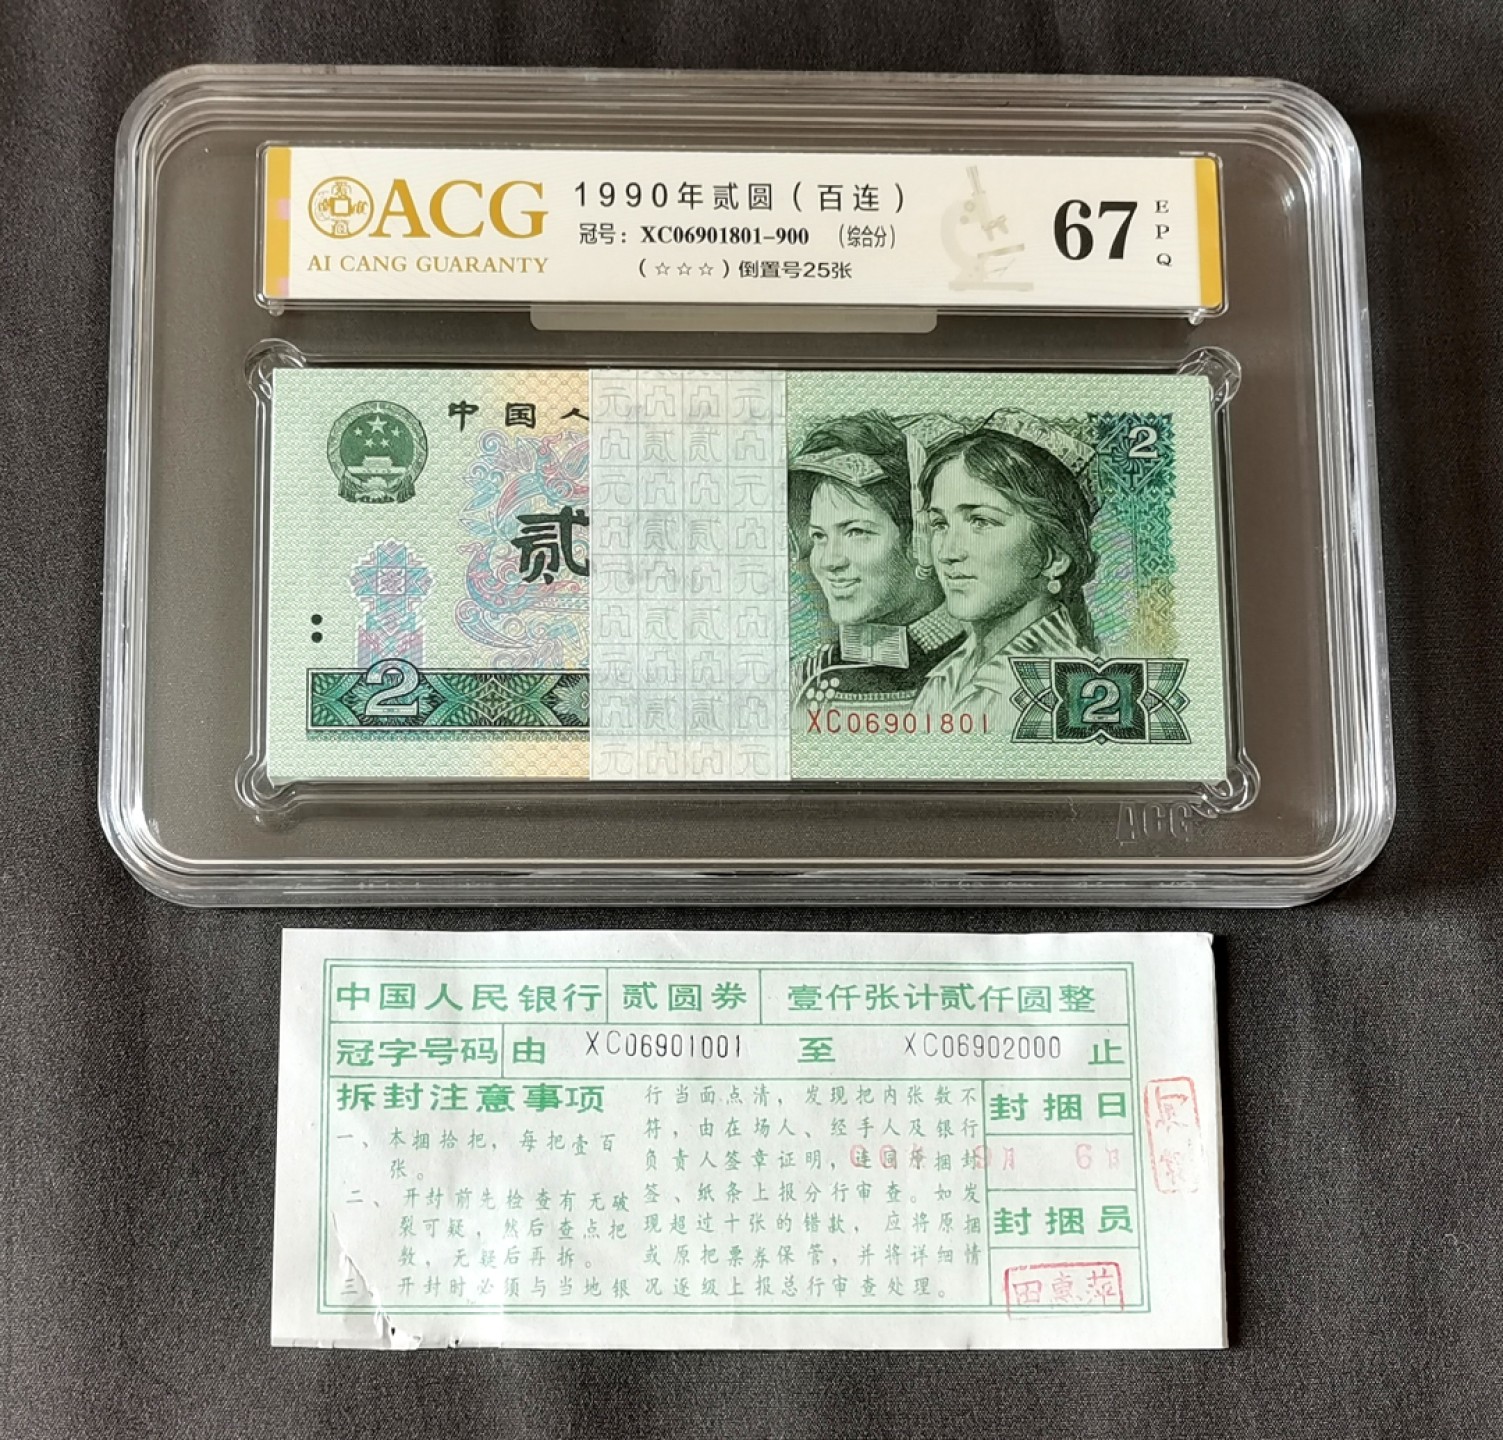 ACG
AI CANG GUARANTY
1990年贰圆（百连）
冠号：XC06901801-900 （综合分）
（☆☆☆）倒置号25张
67
EPQ
中国人
贰
2
2
2
XC06901801
ACG
中国人民银行 贰圆券 壹仟张计贰仟圆整
冠字号码 由 XC06901001 至 XC06902000 止
拆封注意事项
一、本捆拾把，每把壹百
张。
二、开封前先检查有无破
裂可疑，然后查点把
数，无疑后再拆。
三、开封时必须与当地银
行当面点清，发现把内张数不
符，由在场人、经手人及银行
负责人签章证明，连同原捆封
签、纸条上报分行审查。如发
现超过十张的错款，应将原捆
或原把票券保管，并将详细情
况逐级上报总行审查处理。
封捆日
月 6日
封捆员
田惠萍